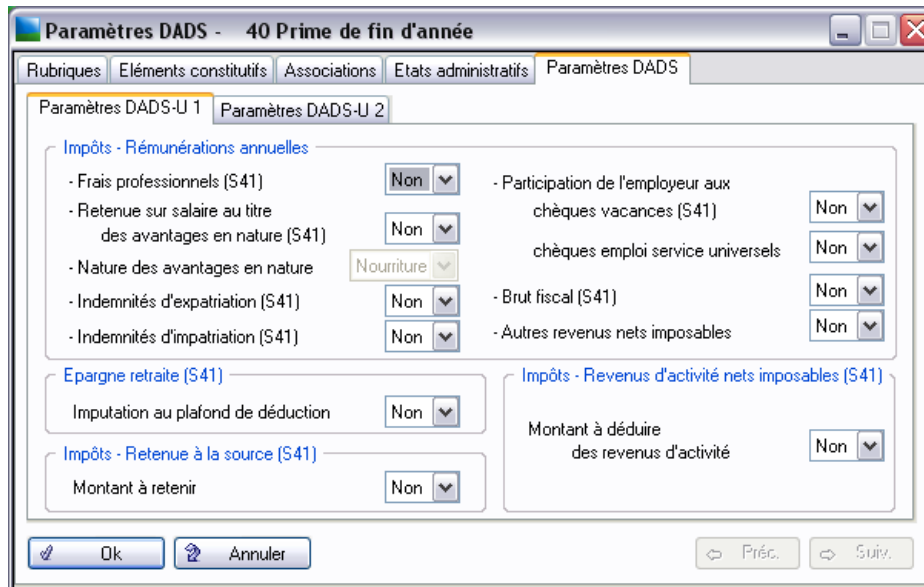 Paramètres DADS - 40 Prime de fin d'année
Rubriques Eléments constitutifs Associations Etats administratifs Paramètres DADS
Paramètres DADS-U 1 Paramètres DADS-U 2
Impôts - Rémunérations annuelles
- Frais professionnels (S41) Non
- Retenue sur salaire au titre
des avantages en nature (S41) Non
- Nature des avantages en nature Nourriture
- Indemnités d'expatriation (S41) Non
- Indemnités d'impatriation (S41) Non
- Participation de l'employeur aux
chèques vacances (S41) Non
chèques emploi service universels Non
- Brut fiscal (S41) Non
- Autres revenus nets imposables Non
Epargne retraite (S41)
Imputation au plafond de déduction Non
Impôts - Retenue à la source (S41)
Montant à retenir Non
Impôts - Revenus d'activité nets imposables (S41)
Montant à déduire
des revenus d'activité Non
Ok Annuler Préc. Suiv.